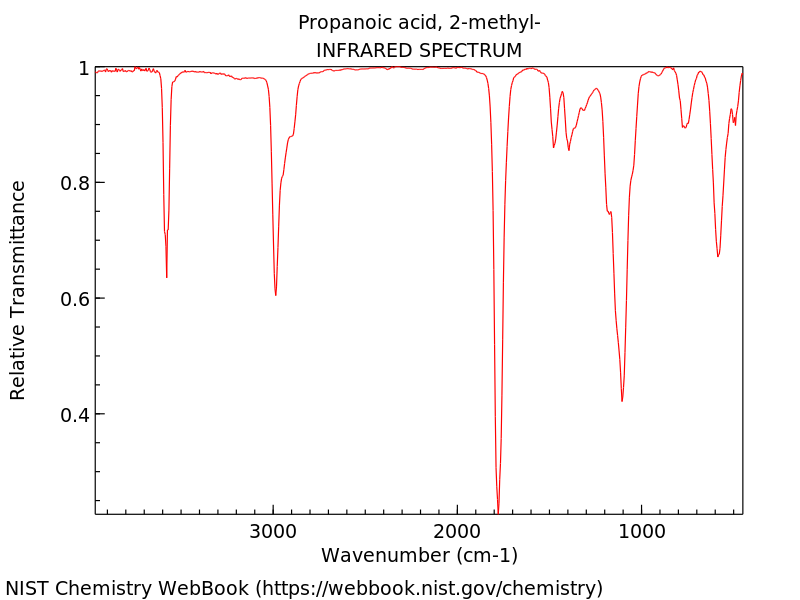 Propanoic acid, 2-methyl-
INFRARED SPECTRUM
1
0.8
0.6
0.4
Relative Transmittance
3000 2000 1000
Wavenumber (cm-1)
NIST Chemistry WebBook (https://webbook.nist.gov/chemistry)